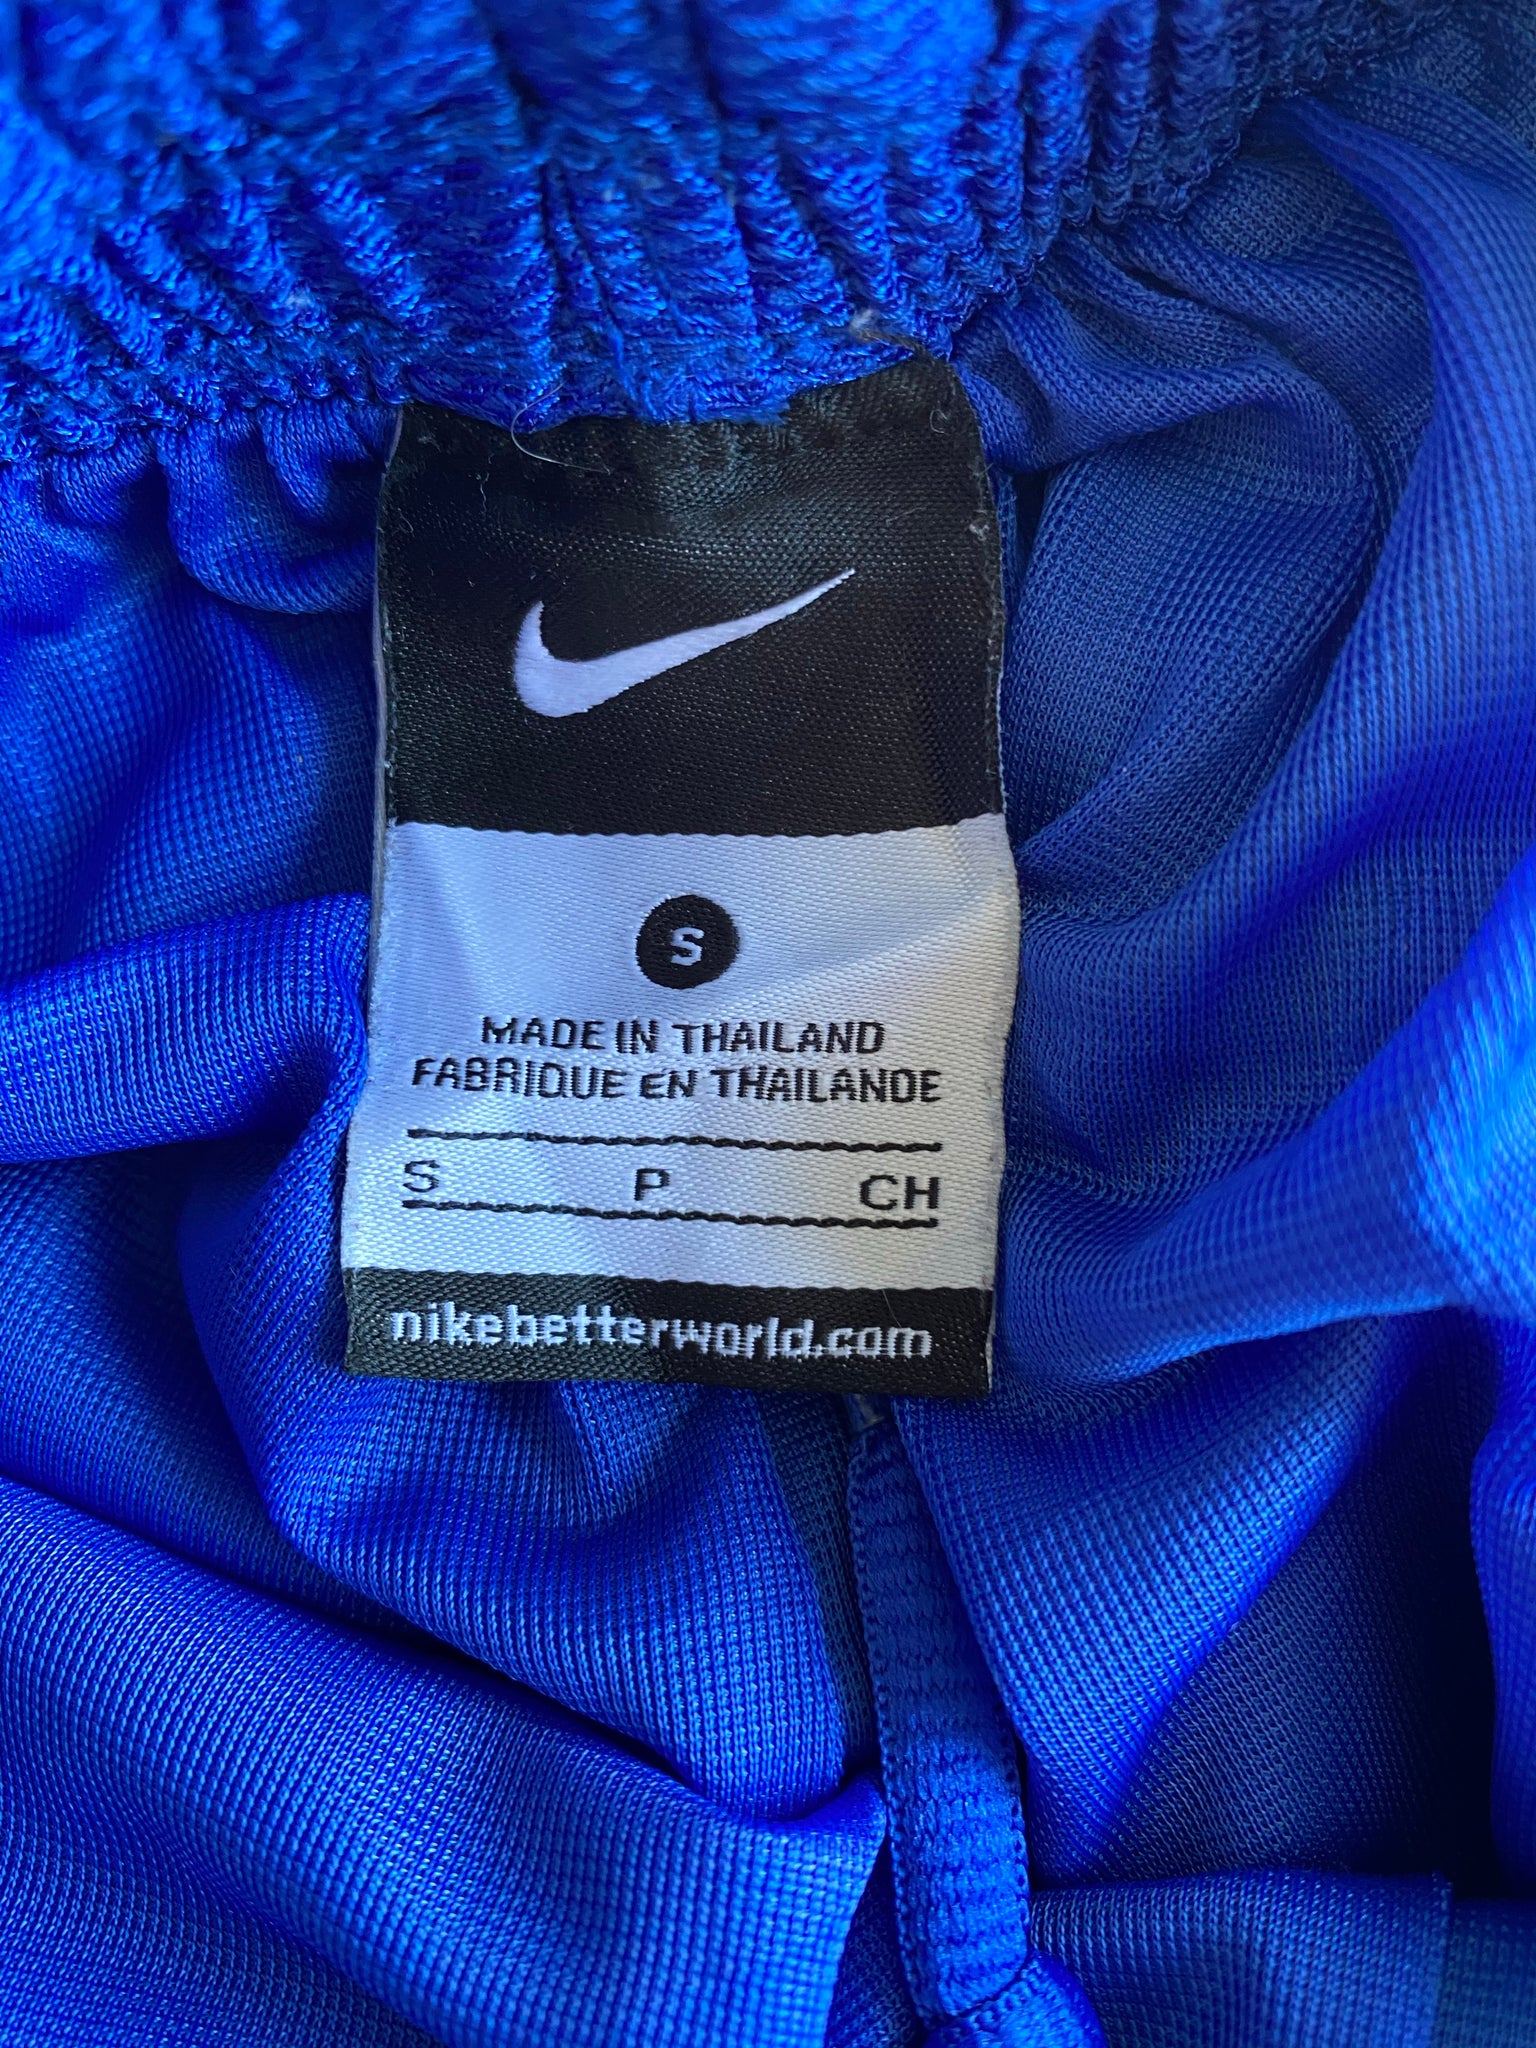 S
MADE IN THAILAND
FABRIQUE EN THAILANDE
S P CH
nikebetterworld.com